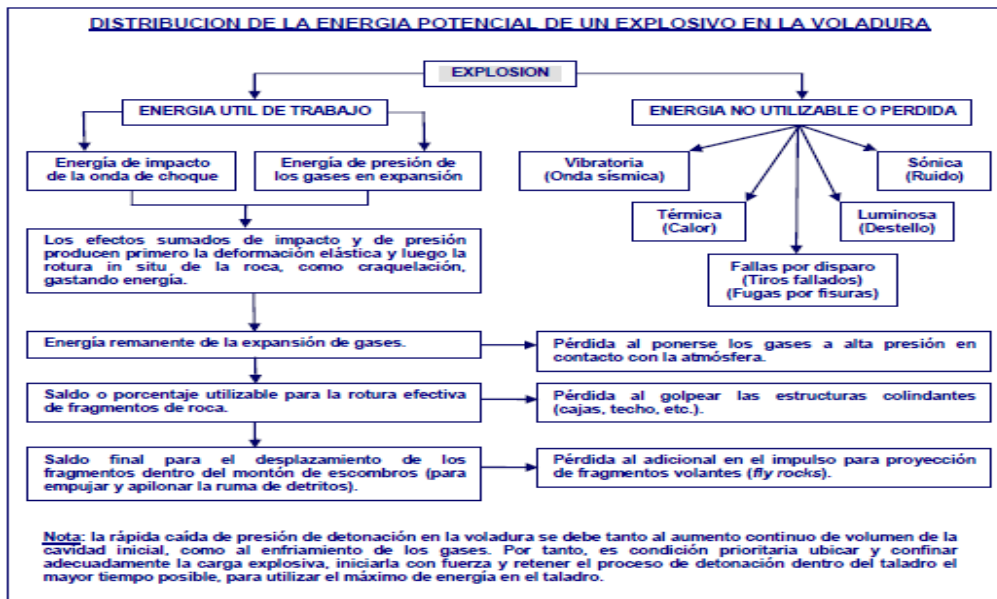 DISTRIBUCION DE LA ENERGIA POTENCIAL DE UN EXPLOSIVO EN LA VOLADURA
EXPLOSION
ENERGIA UTIL DE TRABAJO
ENERGIA NO UTILIZABLE O PERDIDA
Energía de impacto
de la onda de choque
Energía de presión de
los gases en expansión
Vibratoria
(Onda sísmica)
Sónica
(Ruido)
Térmica
(Calor)
Luminosa
(Destello)
Fallas por disparo
(Tiros fallados)
(Fugas por fisuras)
Los efectos sumados de impacto y de presión
producen primero la deformación elástica y luego la
rotura in situ de la roca, como craquelación,
gastando energía.
Energía remanente de la expansión de gases.
Pérdida al ponerse los gases a alta presión en
contacto con la atmósfera.
Saldo o porcentaje utilizable para la rotura efectiva
de fragmentos de roca.
Pérdida al golpear las estructuras colindantes
(cajas, techo, etc.).
Saldo final para el desplazamiento de los
fragmentos dentro del montón de escombros (para
empujar y apilonar la ruma de detritos).
Pérdida al adicional en el impulso para proyección
de fragmentos volantes (fly rocks).
Nota: la rápida caída de presión de detonación en la voladura se debe tanto al aumento continuo de volumen de la
cavidad inicial, como al enfriamiento de los gases. Por tanto, es condición prioritaria ubicar y confinar
adecuadamente la carga explosiva, iniciarla con fuerza y retener el proceso de detonación dentro del taladro el
mayor tiempo posible, para utilizar el máximo de energía en el taladro.